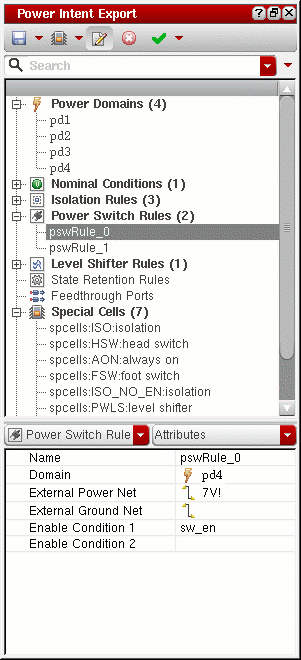 Power Intent Export
Search
Power Domains (4)
pd1
pd2
pd3
pd4
Nominal Conditions (1)
Isolation Rules (3)
Power Switch Rules (2)
pswRule_0
pswRule_1
Level Shifter Rules (1)
State Retention Rules
Feedthrough Ports
Special Cells (7)
spcells:ISO:isolation
spcells:HSW:head switch
spcells:AON:always on
spcells:FSW:foot switch
spcells:ISO_NO_EN:isolation
spcells:PWLS:level shifter
Power Switch Rule Attributes
Name pswRule_0
Domain pd4
External Power Net 7V!
External Ground Net
Enable Condition 1 sw_en
Enable Condition 2